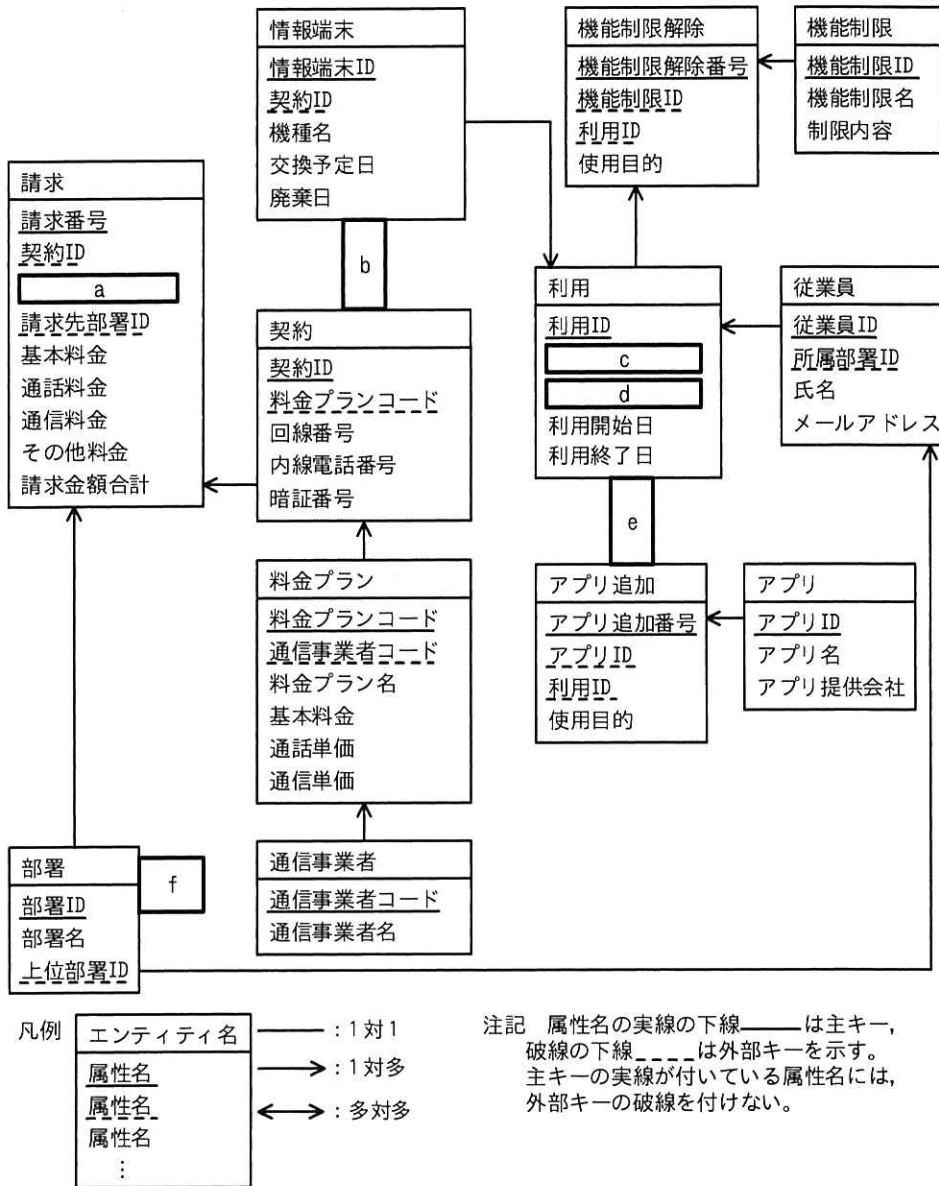 情報端末
情報端末ID
契約ID
機種名
交換予定日
廃棄日
機能制限解除
機能制限解除番号
機能制限ID
利用ID
使用目的
機能制限
機能制限ID
機能制限名
制限内容
請求
請求番号
契約ID
a
請求先部署ID
基本料金
通話料金
通信料金
その他料金
請求金額合計
b
契約
契約ID
料金プランコード
回線番号
内線電話番号
暗証番号
利用
利用ID
c
d
利用開始日
利用終了日
従業員
従業員ID
所属部署ID
氏名
メールアドレス
e
料金プラン
料金プランコード
通信事業者コード
料金プラン名
基本料金
通話単価
通信単価
アプリ追加
アプリ追加番号
アプリID
利用ID
使用目的
アプリ
アプリID
アプリ名
アプリ提供会社
部署
部署ID
部署名
上位部署ID
f
通信事業者
通信事業者コード
通信事業者名
凡例
エンティティ名
属性名
属性名
属性名
⋮
：1対1
：1対多
：多対多
注記 属性名の実線の下線　　は主キー，
破線の下線　　は外部キーを示す。
主キーの実線が付いている属性名には，
外部キーの破線を付けない。